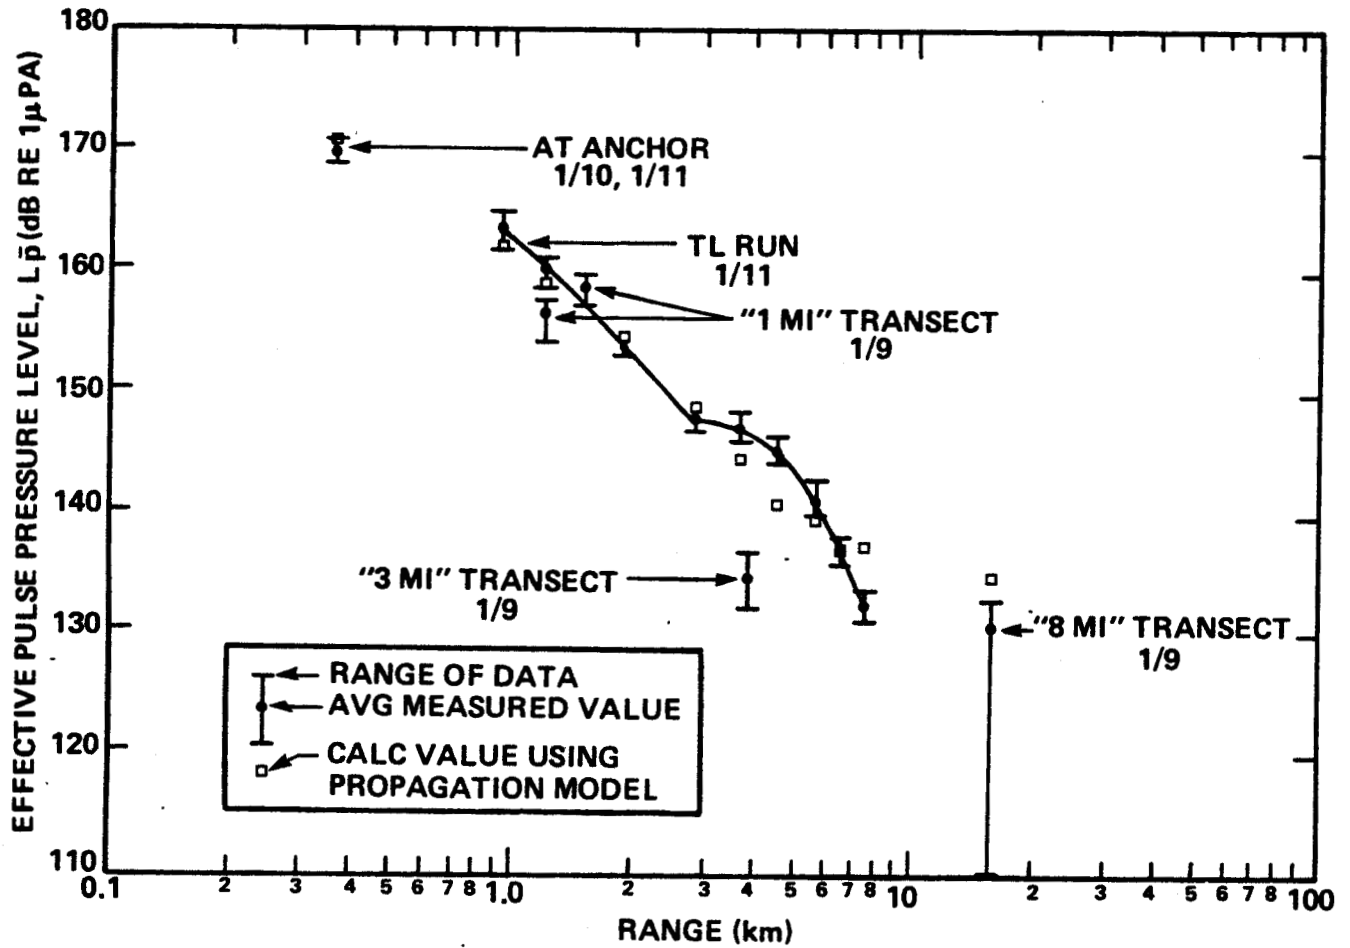 EFFECTIVE PULSE PRESSURE LEVEL, Lp̄ (dB RE 1μPA)
180
170
160
150
140
130
120
110
AT ANCHOR
1/10, 1/11
TL RUN
1/11
"1 MI" TRANSECT
1/9
"3 MI" TRANSECT
1/9
"8 MI" TRANSECT
1/9
RANGE OF DATA
AVG MEASURED VALUE
CALC VALUE USING
PROPAGATION MODEL
0.1 2 3 4 5 6 7 8 1.0 2 3 4 5 6 7 8 10 2 3 4 5 6 7 8 100
RANGE (km)